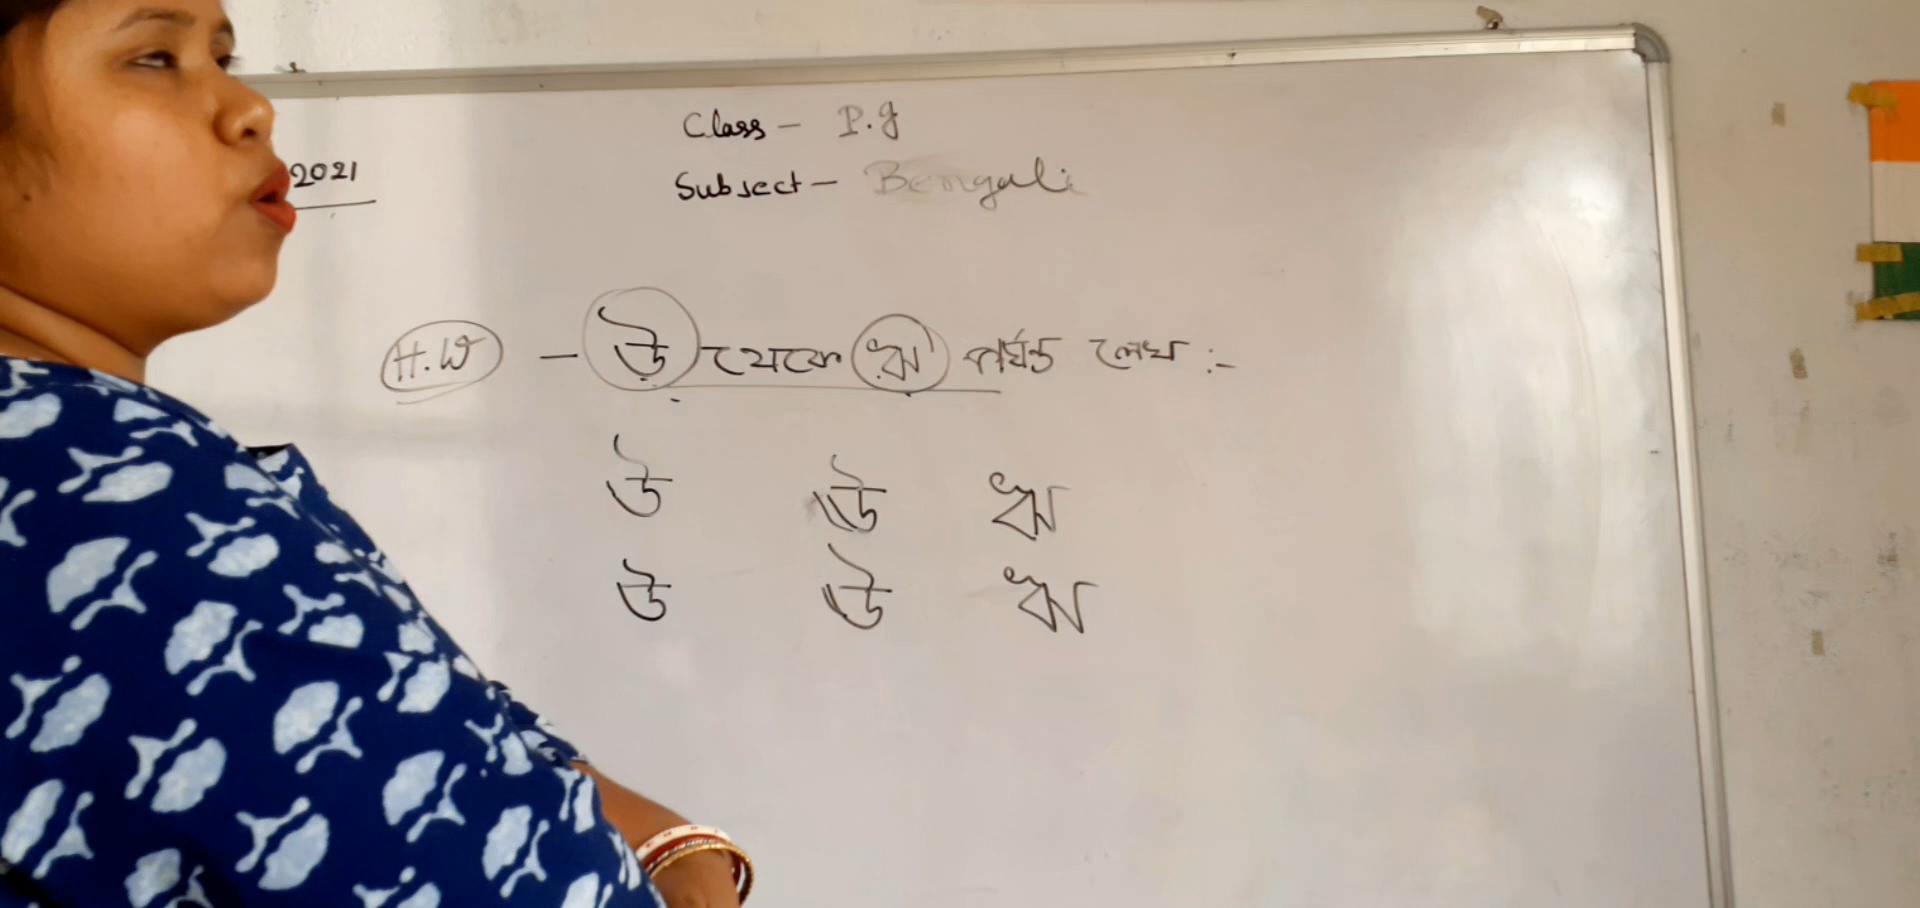 Class - P.g
2021
Subject - Bengali
H.W - উ থেকে ঋ পর্যন্ত লেখ :-
উ ঊ ঋ
উ ঊ ঋ